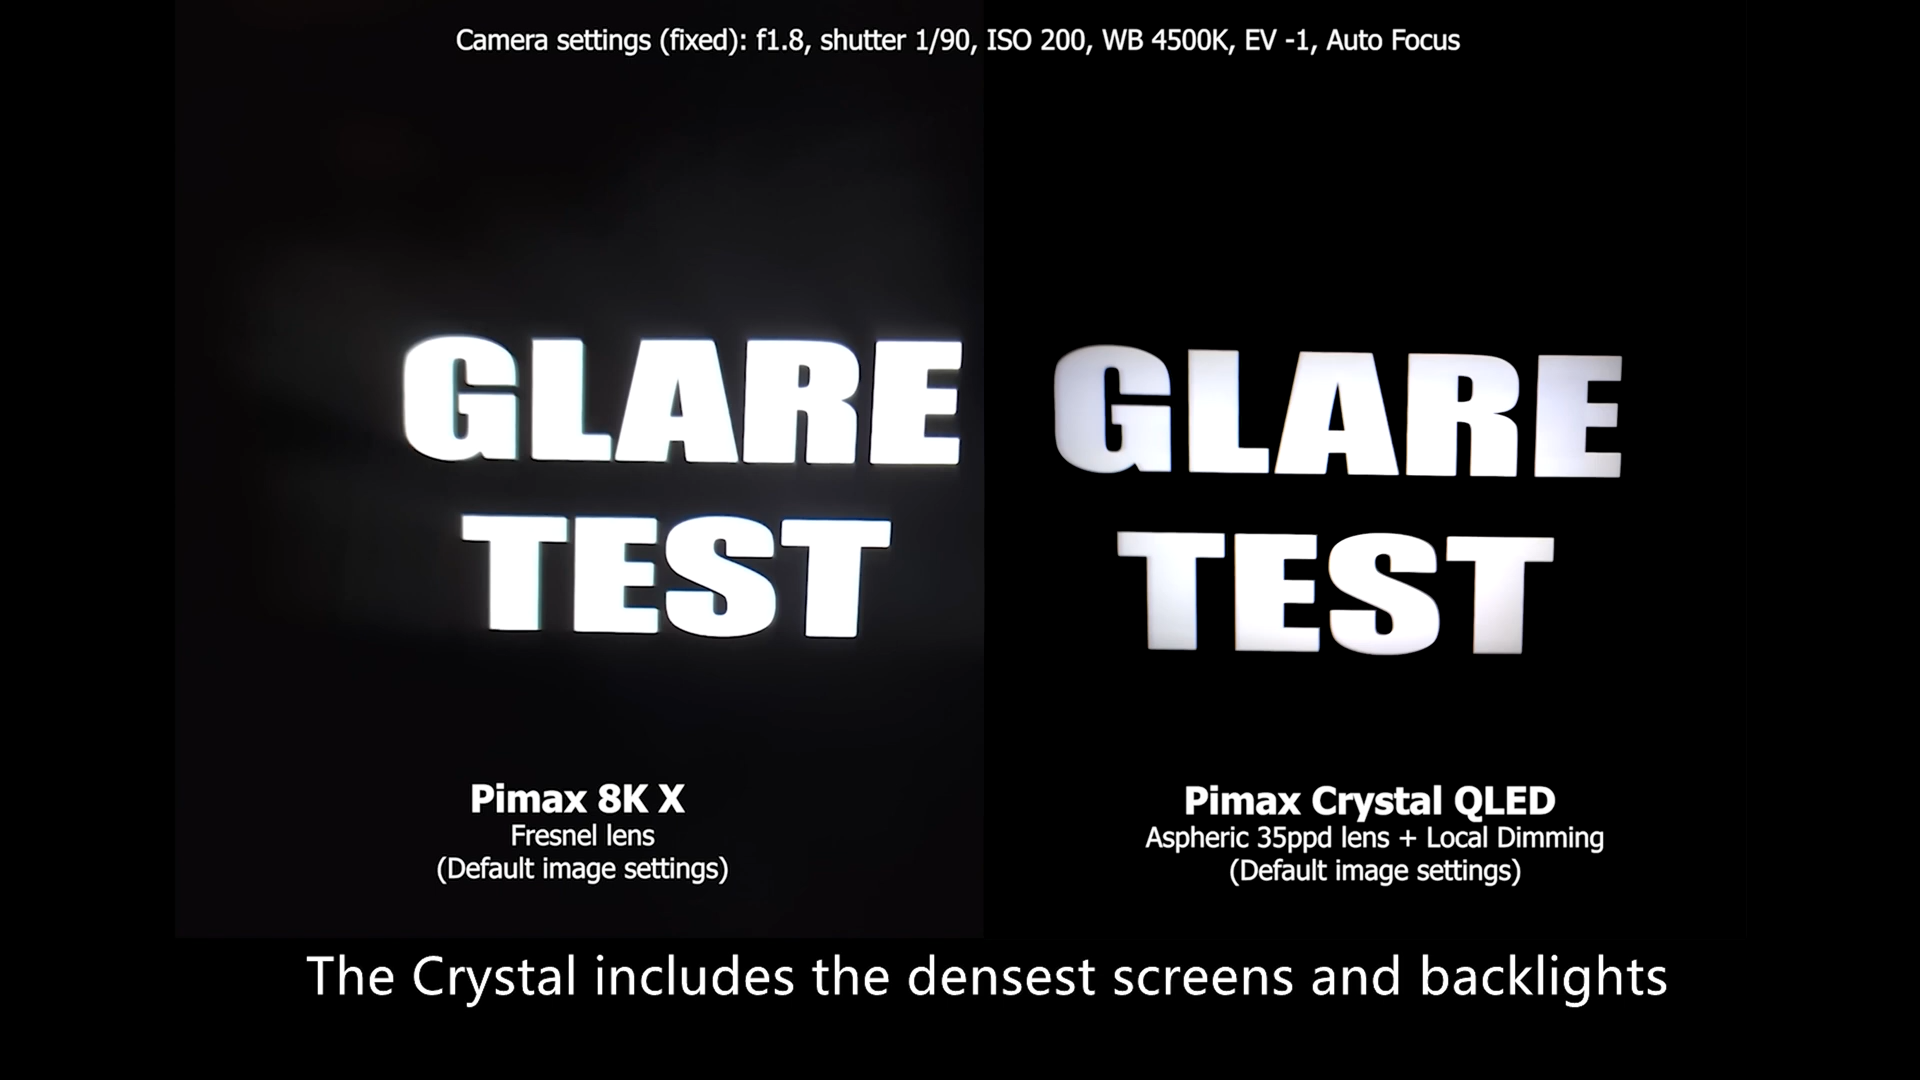 Camera settings (fixed): f1.8, shutter 1/90, ISO 200, WB 4500K, EV -1, Auto Focus
GLARE
TEST
GLARE
TEST
Pimax 8K X
Fresnel lens
(Default image settings)
Pimax Crystal QLED
Aspheric 35ppd lens + Local Dimming
(Default image settings)
The Crystal includes the densest screens and backlights